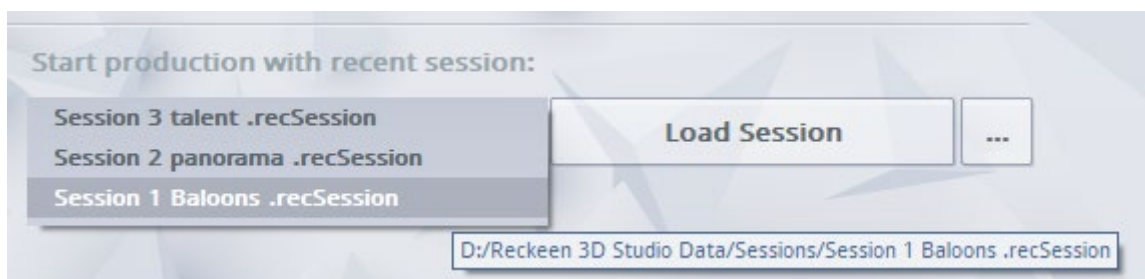 Start production with recent session:
Session 3 talent .recSession
Load Session
...
Session 2 panorama .recSession
Session 1 Baloons .recSession
D:/Reckeen 3D Studio Data/Sessions/Session 1 Baloons .recSession